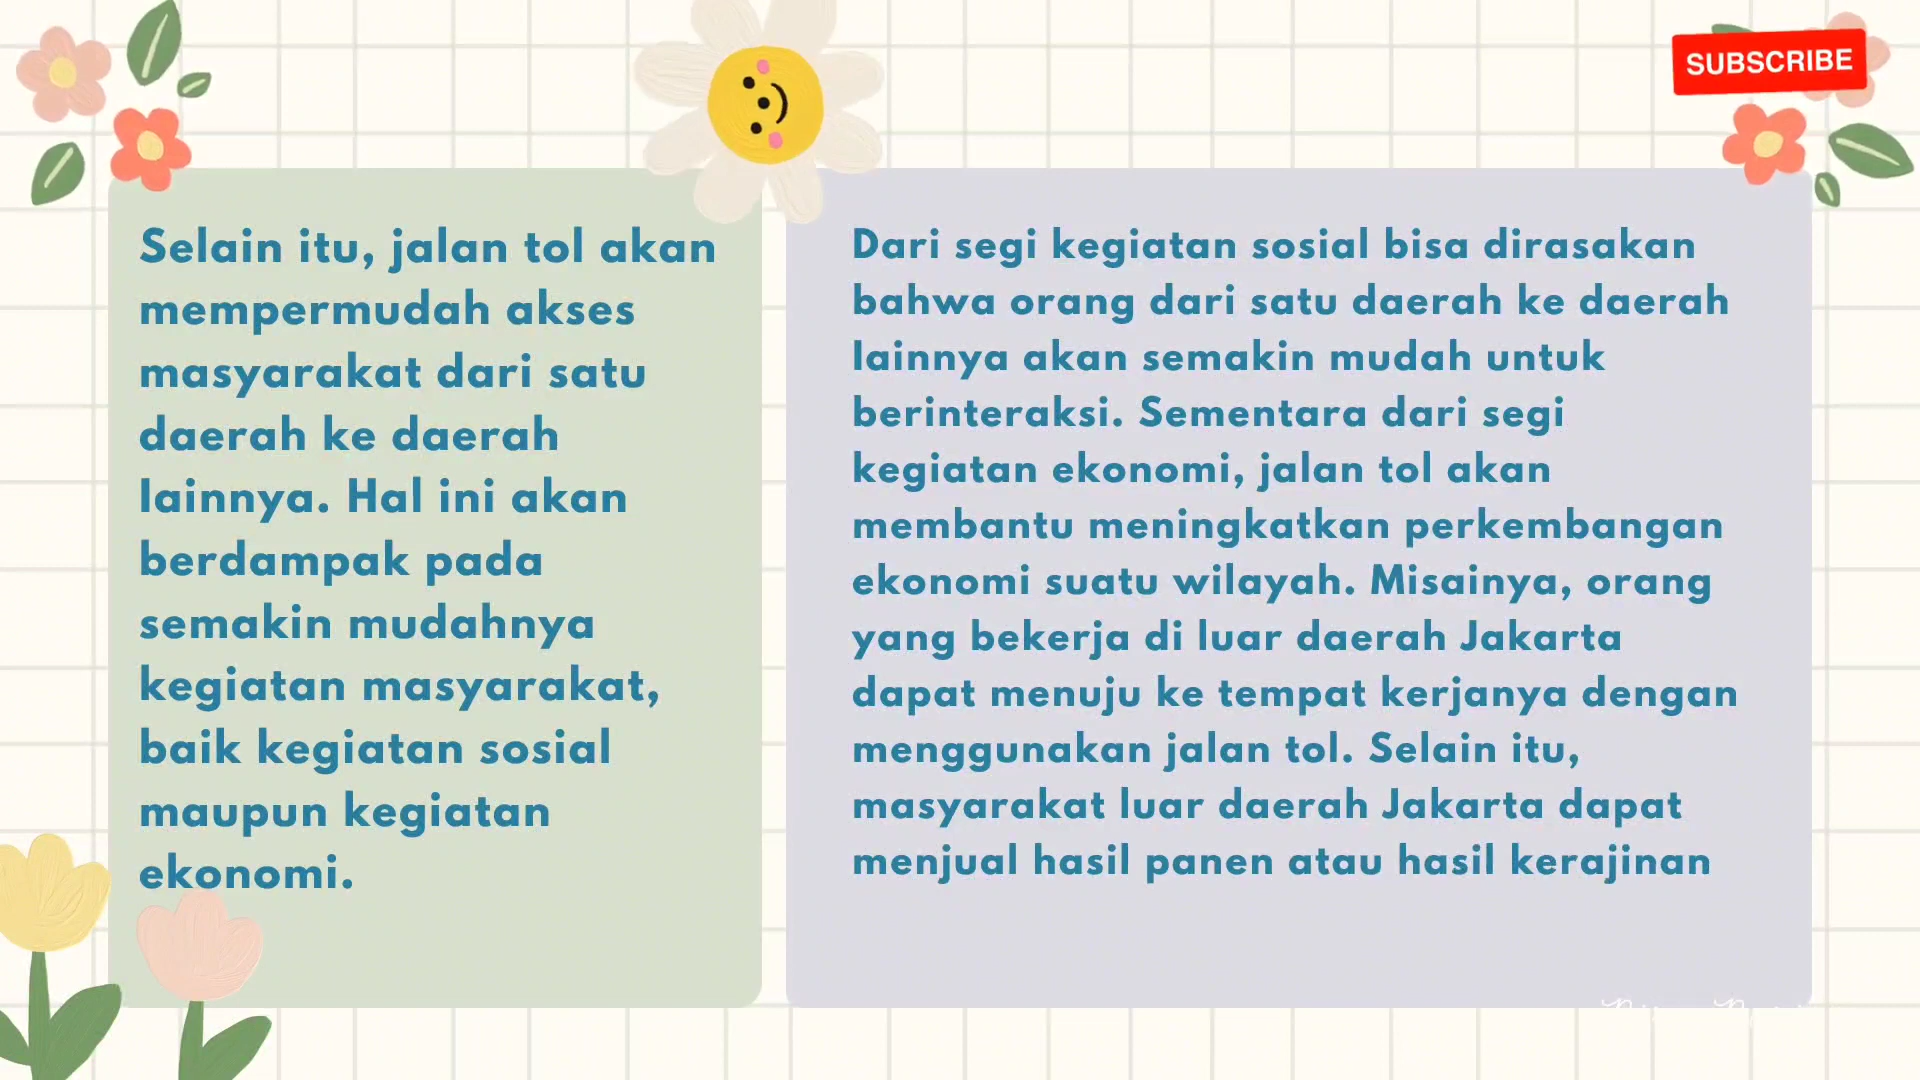 SUBSCRIBE
Selain itu, jalan tol akan
mempermudah akses
masyarakat dari satu
daerah ke daerah
lainnya. Hal ini akan
berdampak pada
semakin mudahnya
kegiatan masyarakat,
baik kegiatan sosial
maupun kegiatan
ekonomi.
Dari segi kegiatan sosial bisa dirasakan
bahwa orang dari satu daerah ke daerah
lainnya akan semakin mudah untuk
berinteraksi. Sementara dari segi
kegiatan ekonomi, jalan tol akan
membantu meningkatkan perkembangan
ekonomi suatu wilayah. Misainya, orang
yang bekerja di luar daerah Jakarta
dapat menuju ke tempat kerjanya dengan
menggunakan jalan tol. Selain itu,
masyarakat luar daerah Jakarta dapat
menjual hasil panen atau hasil kerajinan